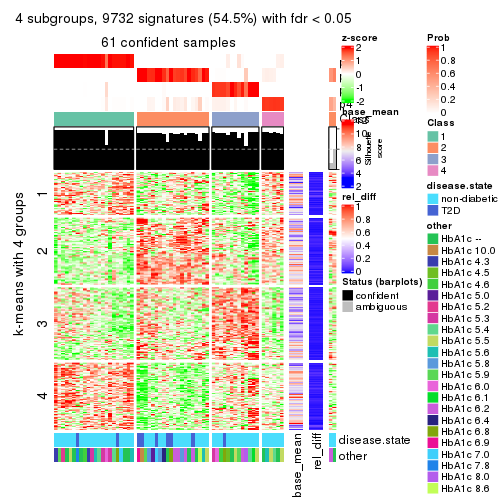 4 subgroups, 9732 signatures (54.5%) with fdr < 0.05
61 confident samples
k-means with 4 groups
1
2
3
4
p4
Silhouette
score
base_mean
rel_diff
disease.state
other
z-score
2
1
0
-1
-2
base_mean
12
2
rel_diff
1
0.8
0.6
0.4
0.2
0
Status (barplots)
confident
ambiguous
Prob
1
0.8
0.6
0.4
0.2
0
Class
1
2
3
4
disease.state
non-diabetic
T2D
other
HbA1c --
HbA1c 10.0
HbA1c 4.3
HbA1c 4.5
HbA1c 4.6
HbA1c 5.0
HbA1c 5.2
HbA1c 5.3
HbA1c 5.4
HbA1c 5.5
HbA1c 5.6
HbA1c 5.8
HbA1c 5.9
HbA1c 6.0
HbA1c 6.1
HbA1c 6.2
HbA1c 6.4
HbA1c 6.8
HbA1c 6.9
HbA1c 7.0
HbA1c 7.8
HbA1c 8.0
HbA1c 8.6